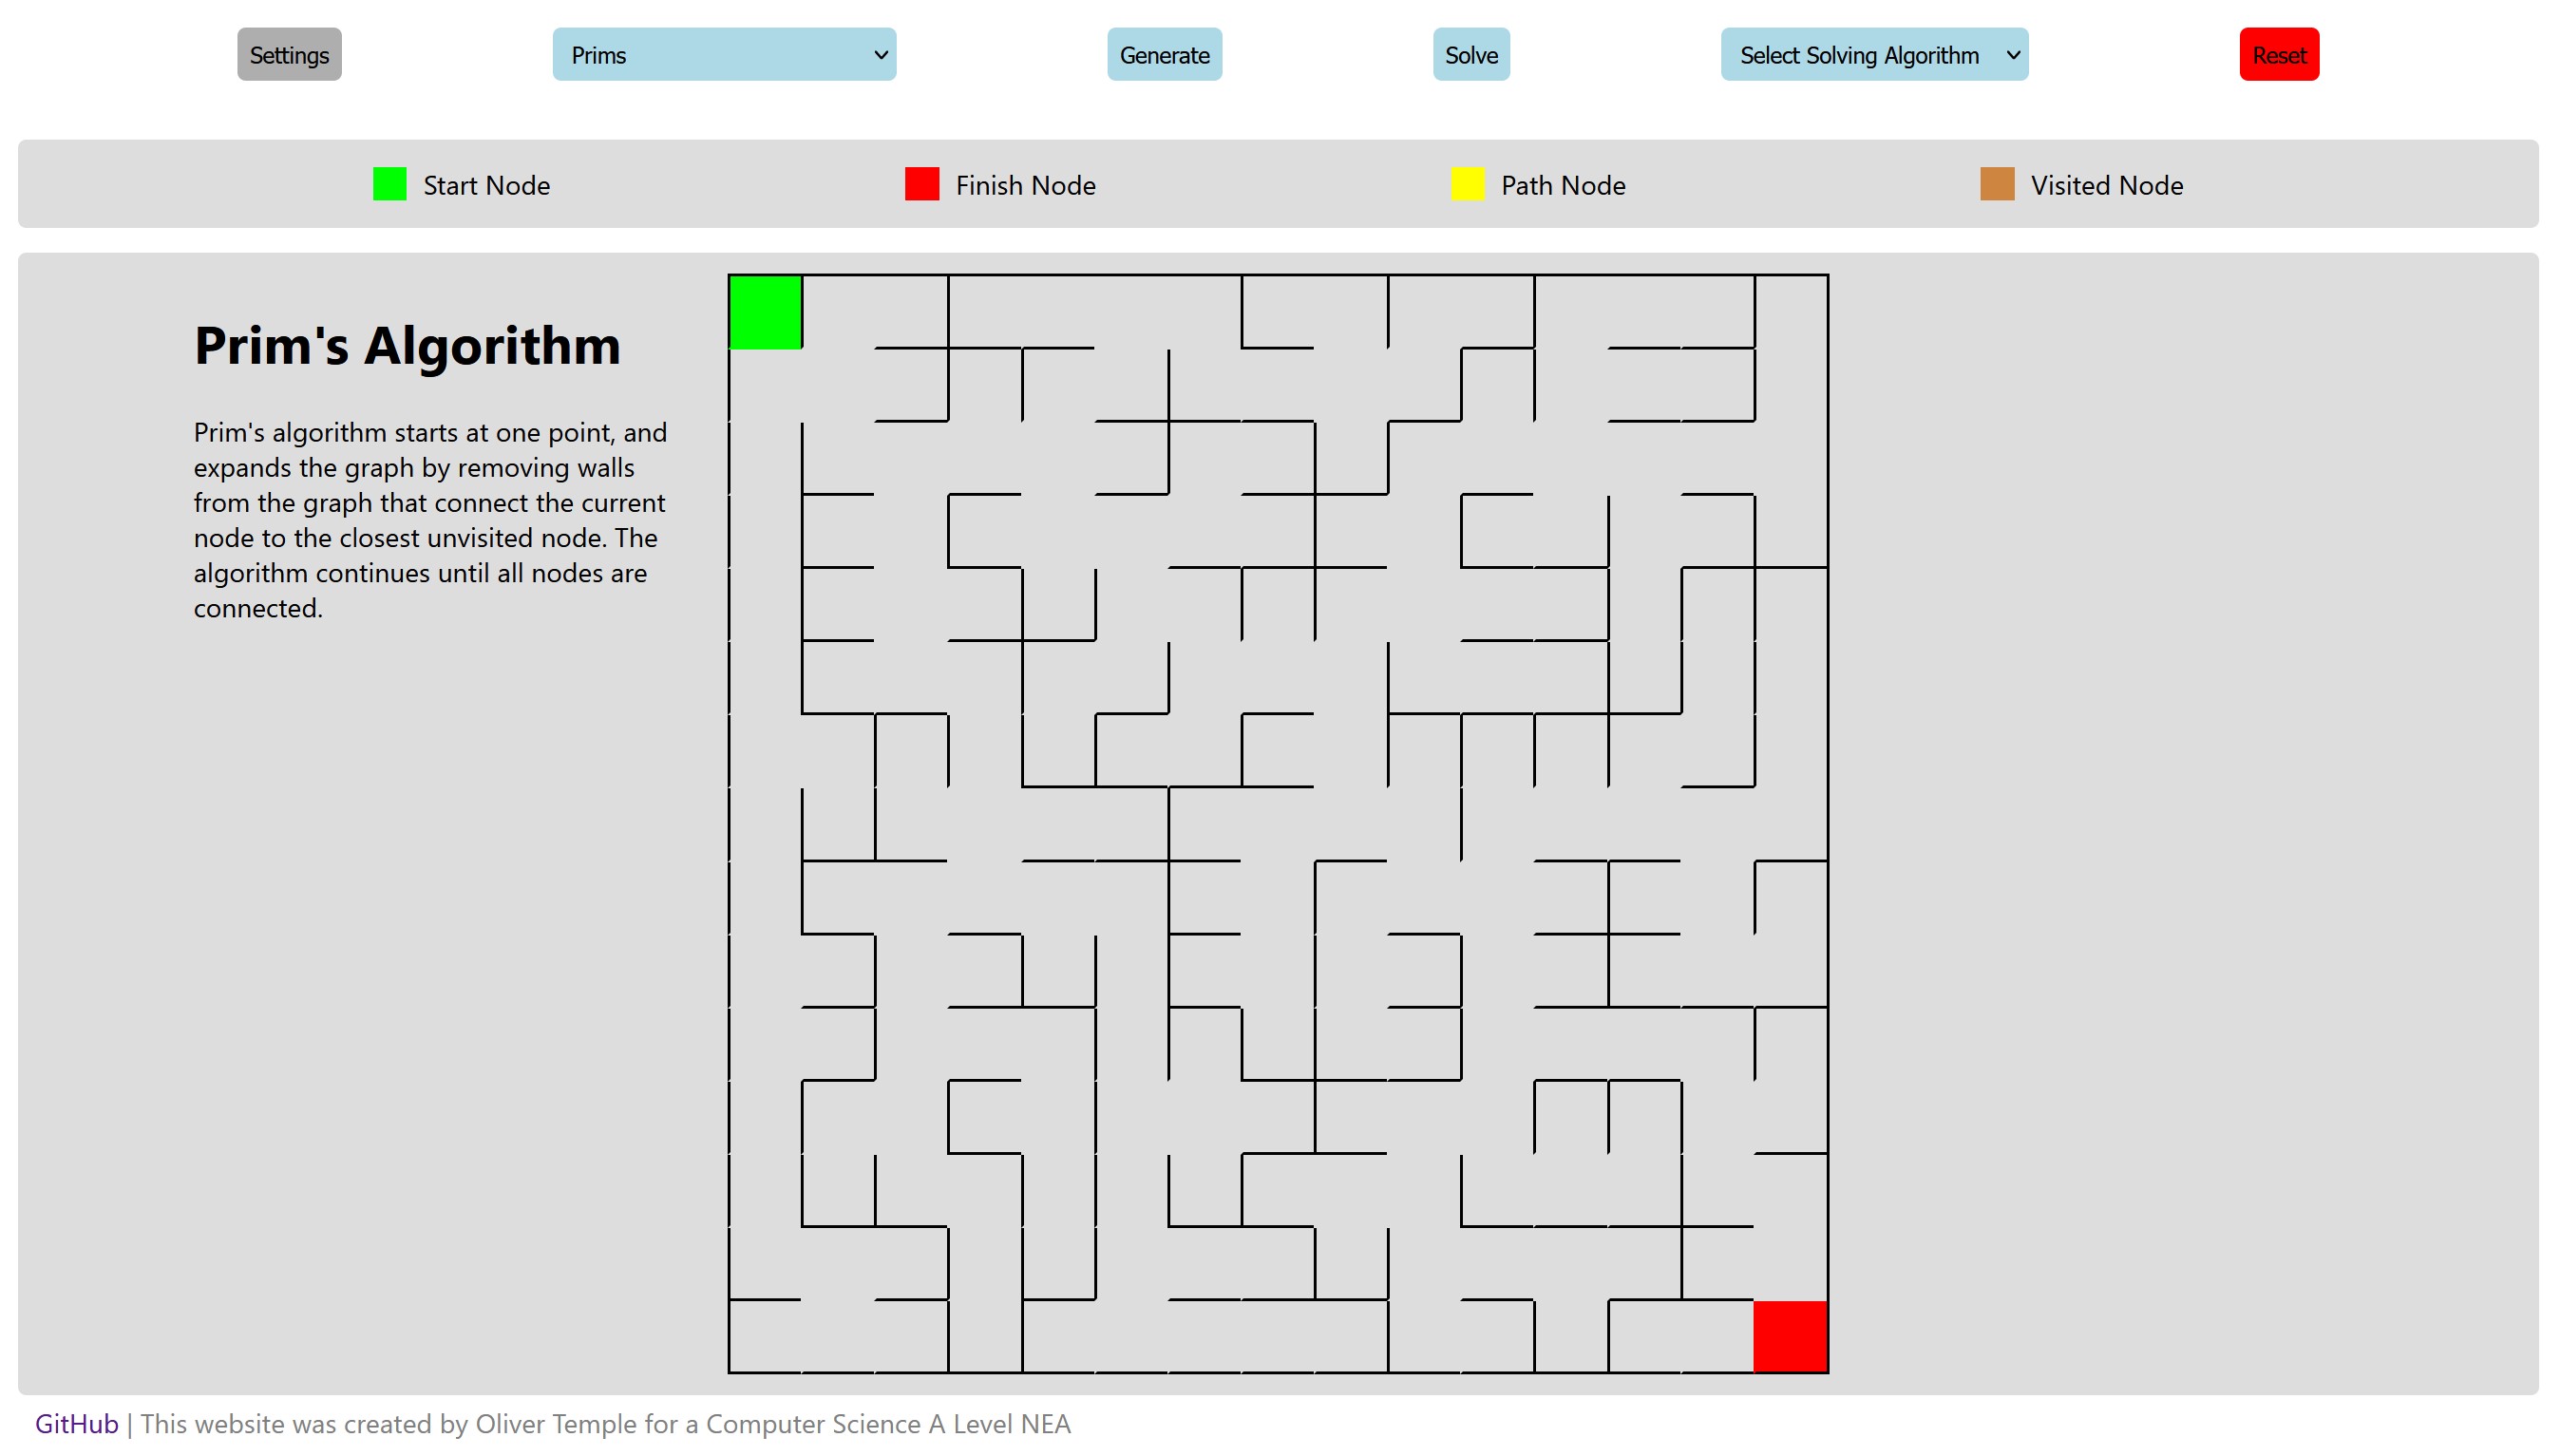 Settings
Prims
Generate
Solve
Select Solving Algorithm
Reset
Start Node
Finish Node
Path Node
Visited Node
Prim's Algorithm
Prim's algorithm starts at one point, and
expands the graph by removing walls
from the graph that connect the current
node to the closest unvisited node. The
algorithm continues until all nodes are
connected.
GitHub | This website was created by Oliver Temple for a Computer Science A Level NEA